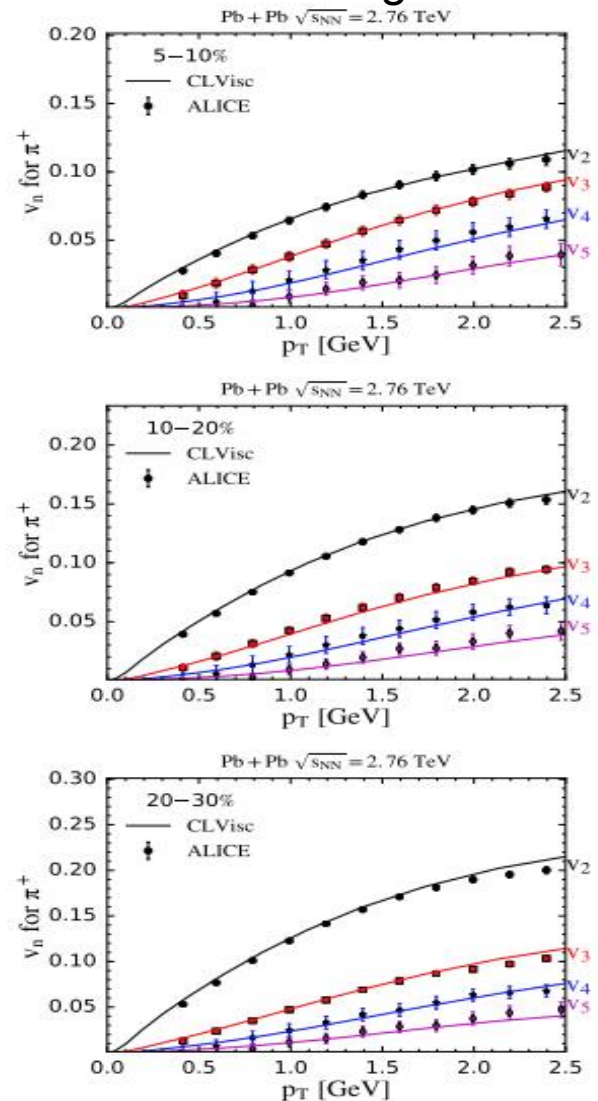 Pb + Pb √sNN = 2.76 TeV
0.20
5−10%
CLVisc
ALICE
0.15
0.10
0.05
vn for π+
v2
v3
v4
v5
0.0 0.5 1.0 1.5 2.0 2.5
pT [GeV]
Pb + Pb √sNN = 2.76 TeV
10−20%
CLVisc
ALICE
0.20
0.15
0.10
0.05
vn for π+
v2
v3
v4
v5
0.0 0.5 1.0 1.5 2.0 2.5
pT [GeV]
Pb + Pb √sNN = 2.76 TeV
0.30
20−30%
CLVisc
ALICE
0.25
0.20
0.15
0.10
0.05
vn for π+
v2
v3
v4
v5
0.0 0.5 1.0 1.5 2.0 2.5
pT [GeV]